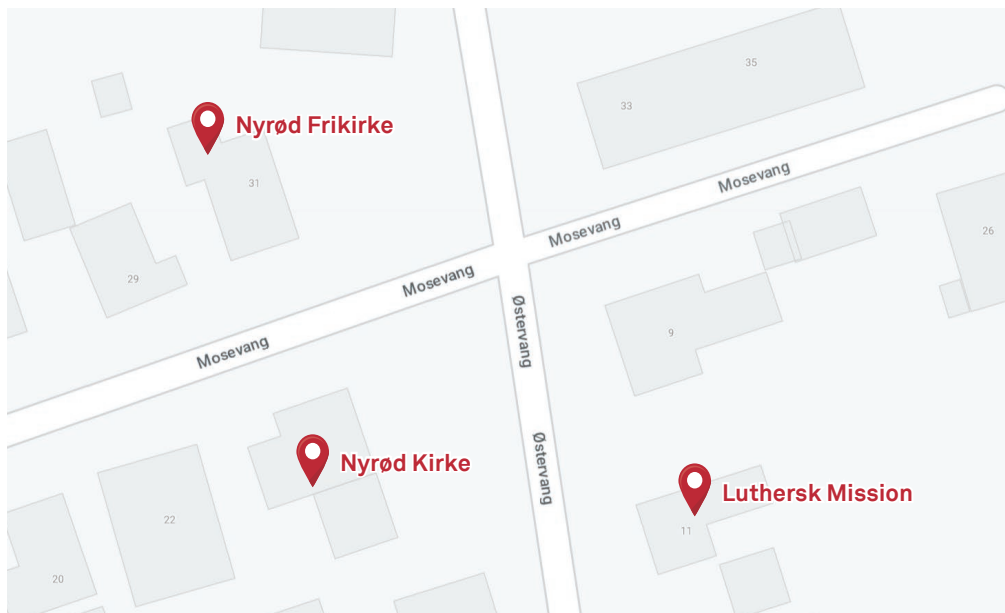 35
33
Nyrød Frikirke
31
Mosevang
Mosevang
26
29
Mosevang
Østervang
9
Mosevang
Østervang
Nyrød Kirke
Luthersk Mission
22
11
20